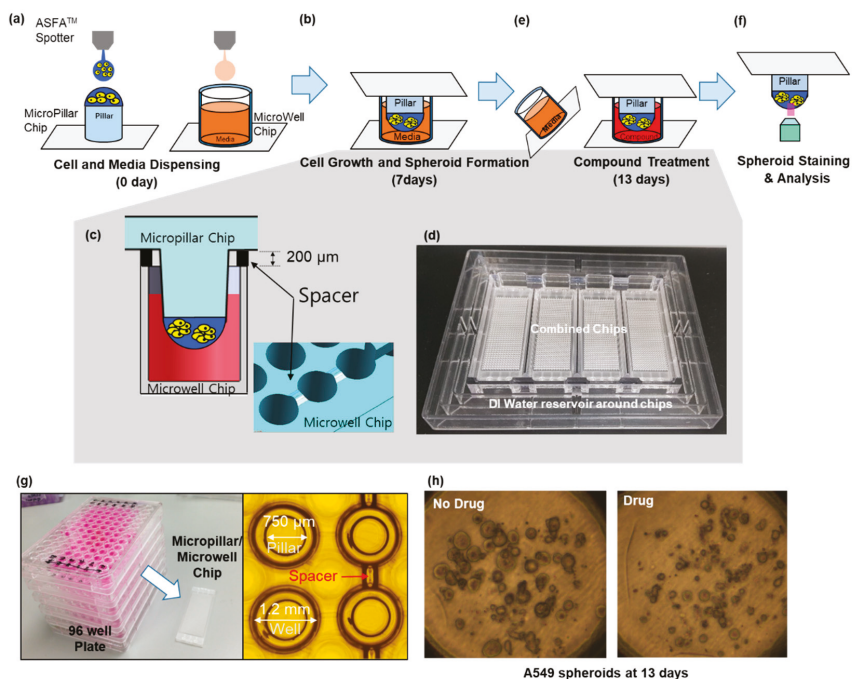 (a)
ASFA™
Spotter
MicroPillar
Chip
Pillar
Media
MicroWell
Chip
Cell and Media Dispensing
(0 day)
(b)
Pillar
Media
Cell Growth and Spheroid Formation
(7days)
(e)
Media
Pillar
Compound
Compound Treatment
(13 days)
(f)
Pillar
Spheroid Staining
& Analysis
(c)
Micropillar Chip
200 µm
Spacer
Microwell Chip
Microwell Chip
(d)
Combined Chips
DI Water reservoir around chips
(g)
96 well
Plate
Micropillar/
Microwell
Chip
750 µm
Pillar
Spacer
1.2 mm
Well
(h)
No Drug
Drug
A549 spheroids at 13 days